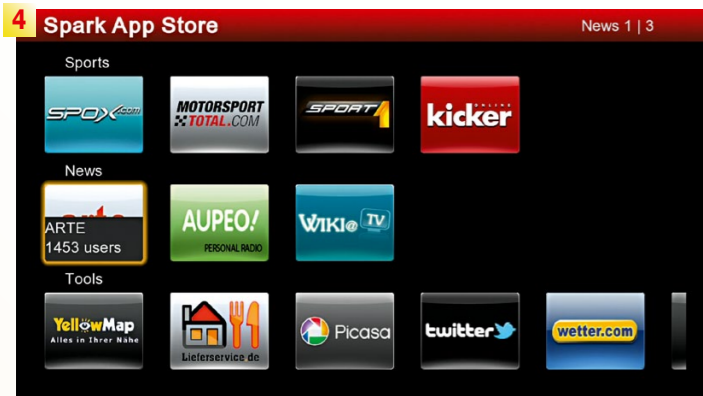 4
Spark App Store
News 1 | 3
Sports
SPOX.com
MOTORSPORT
TOTAL.COM
SPORT1
kicker
ONLINE
News
arte
ARTE
1453 users
AUPEO!
PERSONAL RADIO
WIKI@ TV
Tools
YellowMap
Alles in Ihrer Nähe
Lieferservice.de
Picasa
twitter
wetter.com